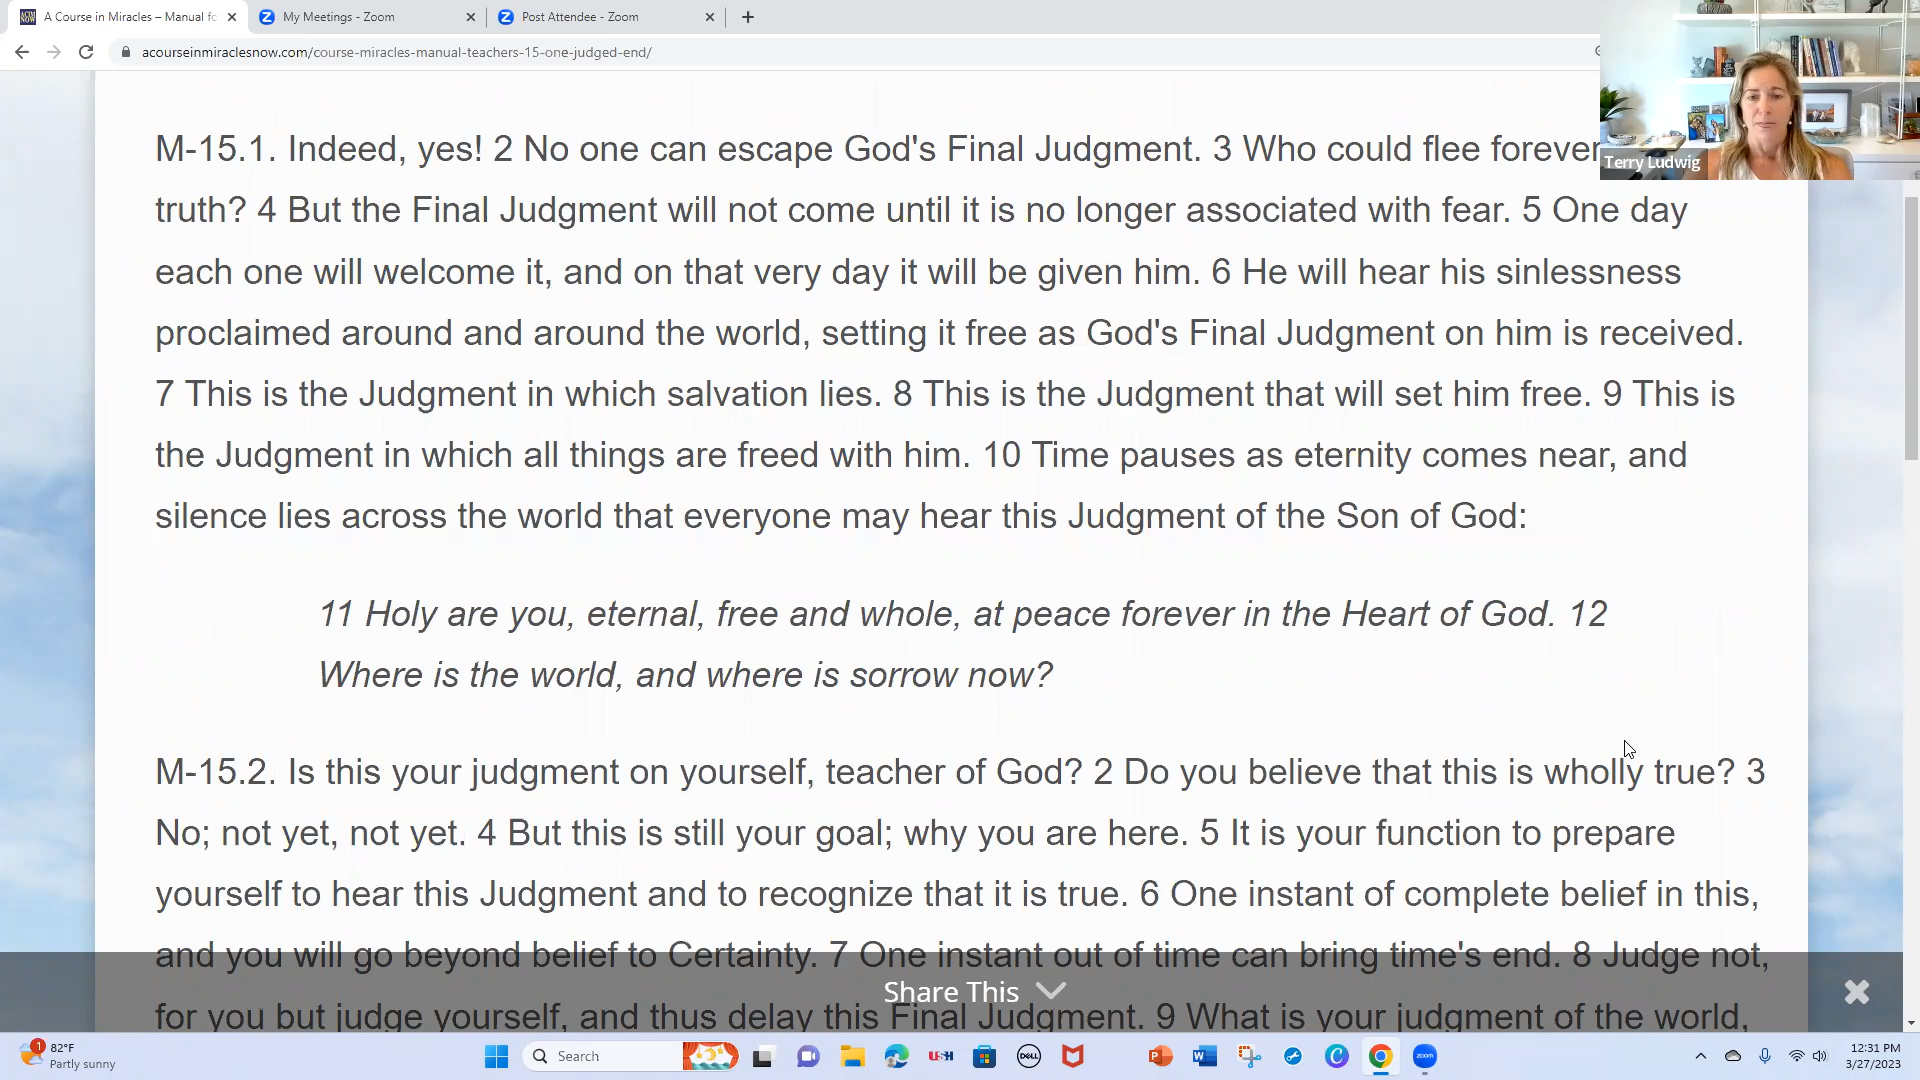 A Course in Miracles – Manual fo
My Meetings - Zoom
Post Attendee - Zoom
acourseinmiraclesnow.com/course-miracles-manual-teachers-15-one-judged-end/
Terry Ludwig
M-15.1. Indeed, yes! 2 No one can escape God's Final Judgment. 3 Who could flee forever
truth? 4 But the Final Judgment will not come until it is no longer associated with fear. 5 One day
each one will welcome it, and on that very day it will be given him. 6 He will hear his sinlessness
proclaimed around and around the world, setting it free as God's Final Judgment on him is received.
7 This is the Judgment in which salvation lies. 8 This is the Judgment that will set him free. 9 This is
the Judgment in which all things are freed with him. 10 Time pauses as eternity comes near, and
silence lies across the world that everyone may hear this Judgment of the Son of God:
11 Holy are you, eternal, free and whole, at peace forever in the Heart of God. 12
Where is the world, and where is sorrow now?
M-15.2. Is this your judgment on yourself, teacher of God? 2 Do you believe that this is wholly true? 3
No; not yet, not yet. 4 But this is still your goal; why you are here. 5 It is your function to prepare
yourself to hear this Judgment and to recognize that it is true. 6 One instant of complete belief in this,
and you will go beyond belief to Certainty. 7 One instant out of time can bring time's end. 8 Judge not,
Share This
for you but judge yourself, and thus delay this Final Judgment. 9 What is your judgment of the world,
1
82°F
Partly sunny
Search
DELL
zoom
12:31 PM
3/27/2023